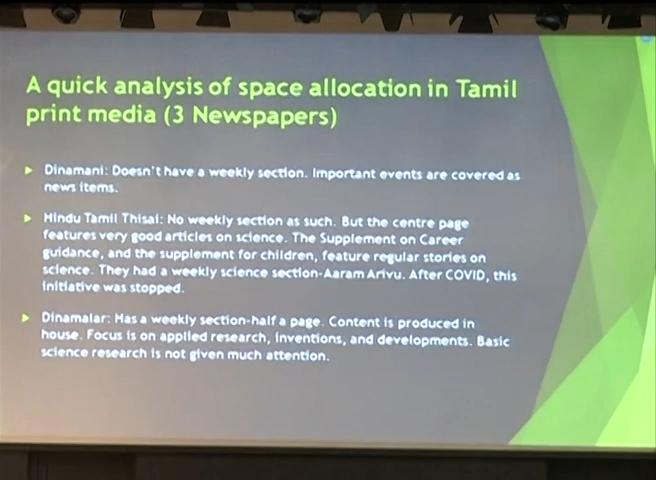 A quick analysis of space allocation in Tamil
print media (3 Newspapers)
Dinamani: Doesn't have a weekly section. Important events are covered as
news items.
Hindu Tamil Thisai: No weekly section as such. But the centre page
features very good articles on science. The Supplement on Career
guidance, and the supplement for children, feature regular stories on
science. They had a weekly science section-Aaram Arivu. After COVID, this
initiative was stopped.
Dinamalar: Has a weekly section-half a page. Content is produced in
house. Focus is on applied research, inventions, and developments. Basic
science research is not given much attention.